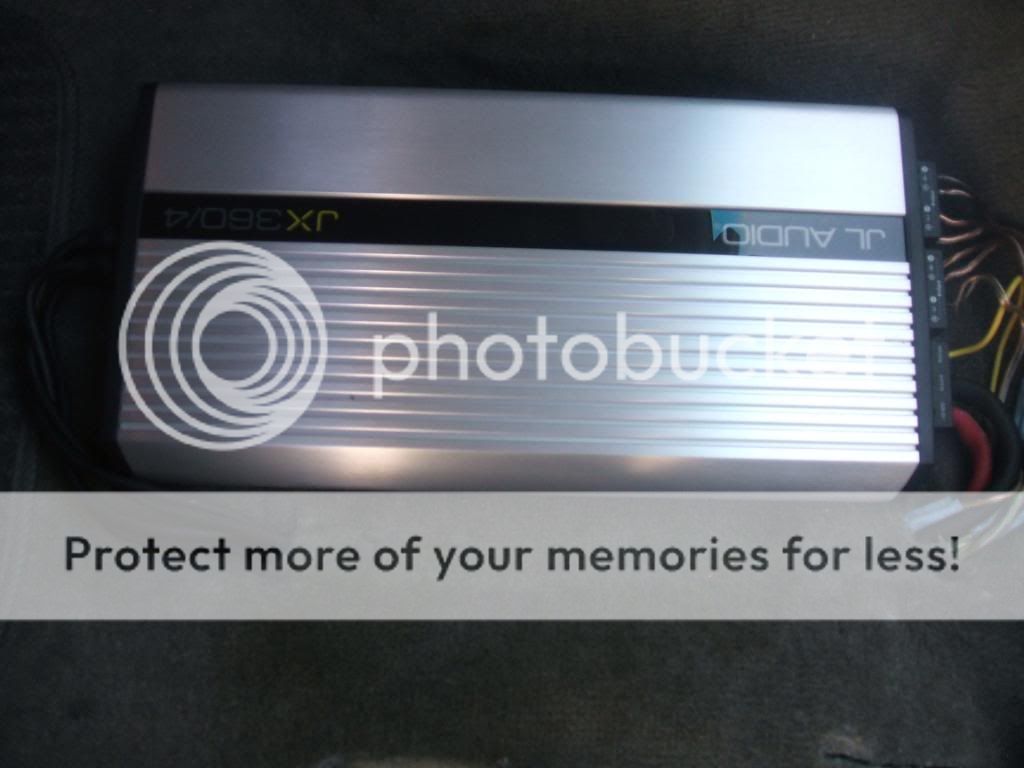 JX360/4
JL AUDIO
photobucket
Protect more of your memories for less!